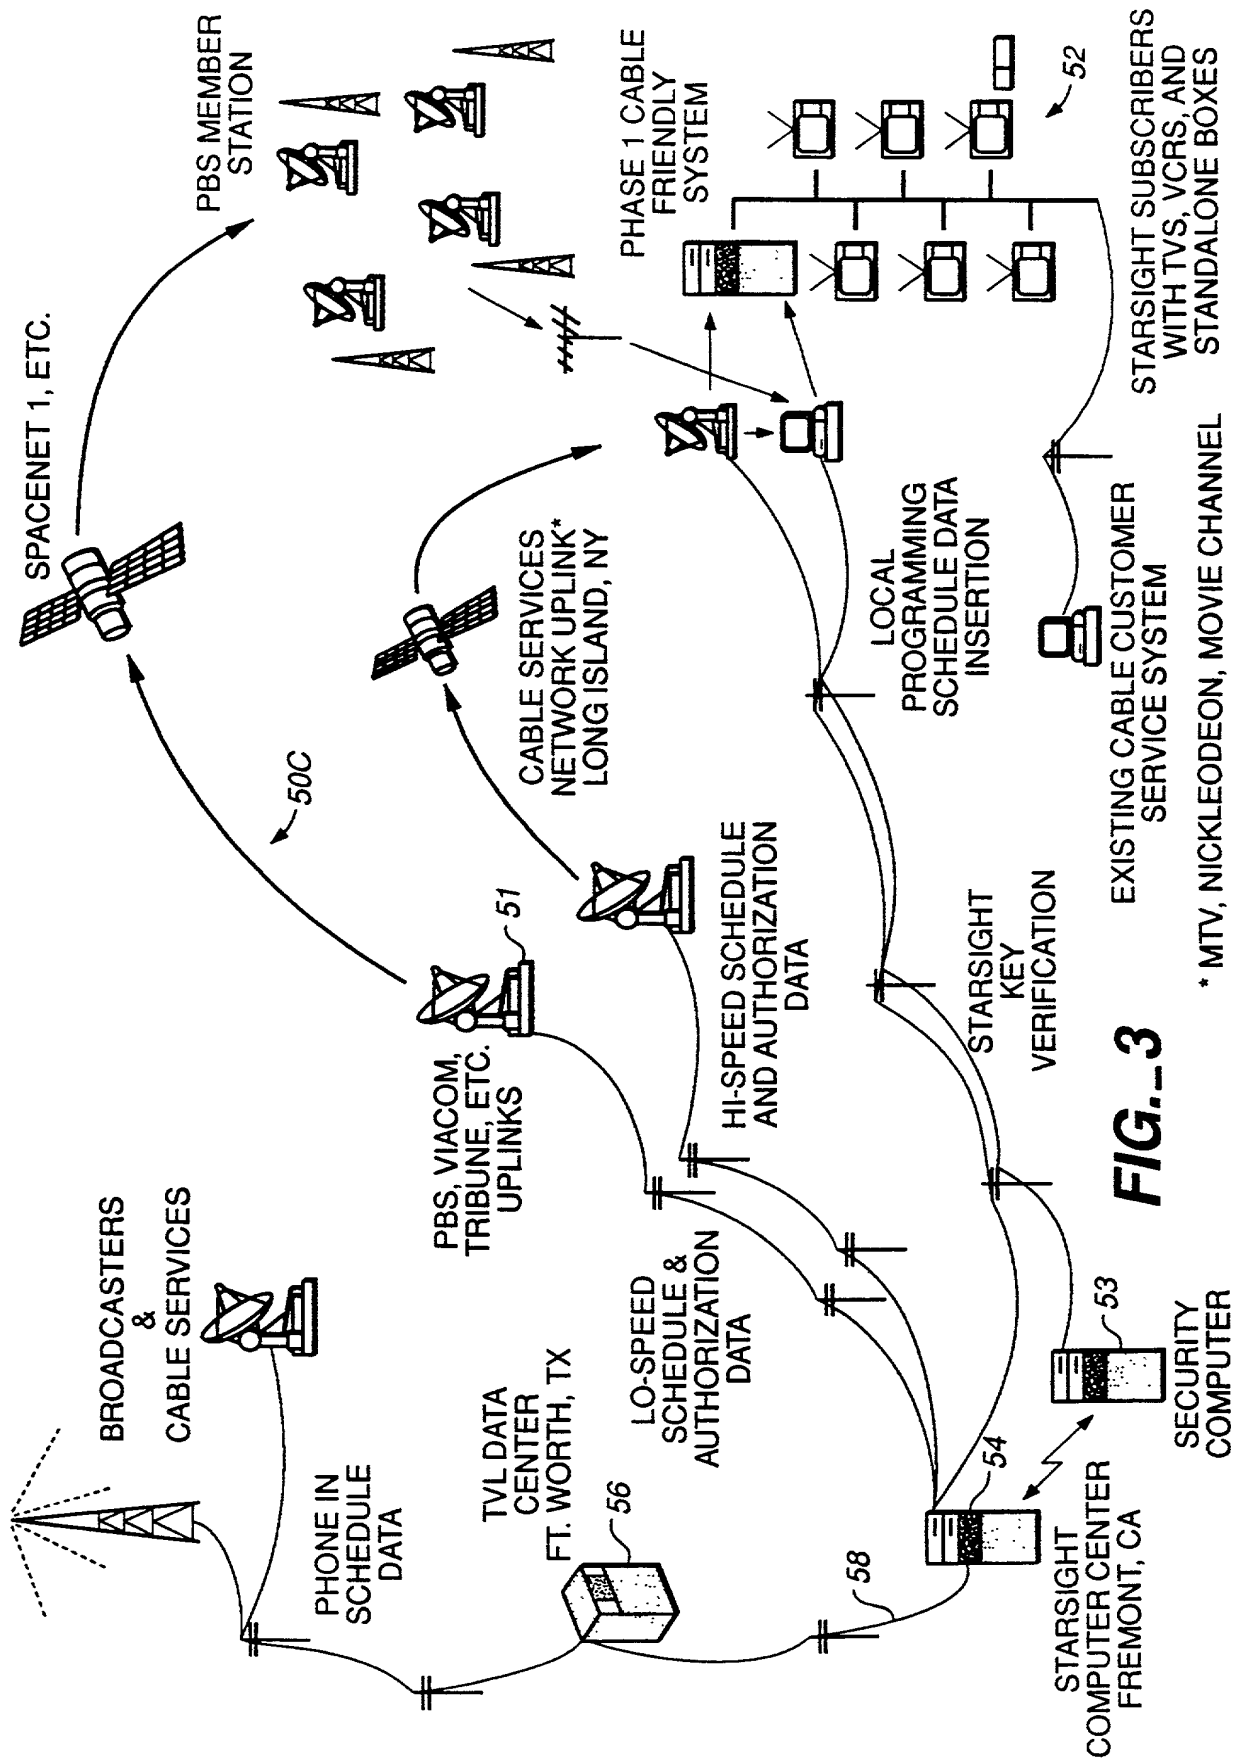 SPACENET 1, ETC.
PBS MEMBER
STATION
BROADCASTERS
&
CABLE SERVICES
50C
PHONE IN
SCHEDULE
DATA
PBS, VIACOM,
TRIBUNE, ETC.
UPLINKS
51
CABLE SERVICES
NETWORK UPLINK*
LONG ISLAND, NY
PHASE 1 CABLE
FRIENDLY
SYSTEM
TVL DATA
CENTER
FT. WORTH, TX
56
LO-SPEED
SCHEDULE &
AUTHORIZATION
DATA
HI-SPEED SCHEDULE
AND AUTHORIZATION
DATA
LOCAL
PROGRAMMING
SCHEDULE DATA
INSERTION
58
54
STARSIGHT
KEY
VERIFICATION
52
STARSIGHT
COMPUTER CENTER
FREMONT, CA
53
SECURITY
COMPUTER
EXISTING CABLE CUSTOMER
SERVICE SYSTEM
STARSIGHT SUBSCRIBERS
WITH TVS, VCRS, AND
STANDALONE BOXES
* MTV, NICKLEODEON, MOVIE CHANNEL
FIG._3